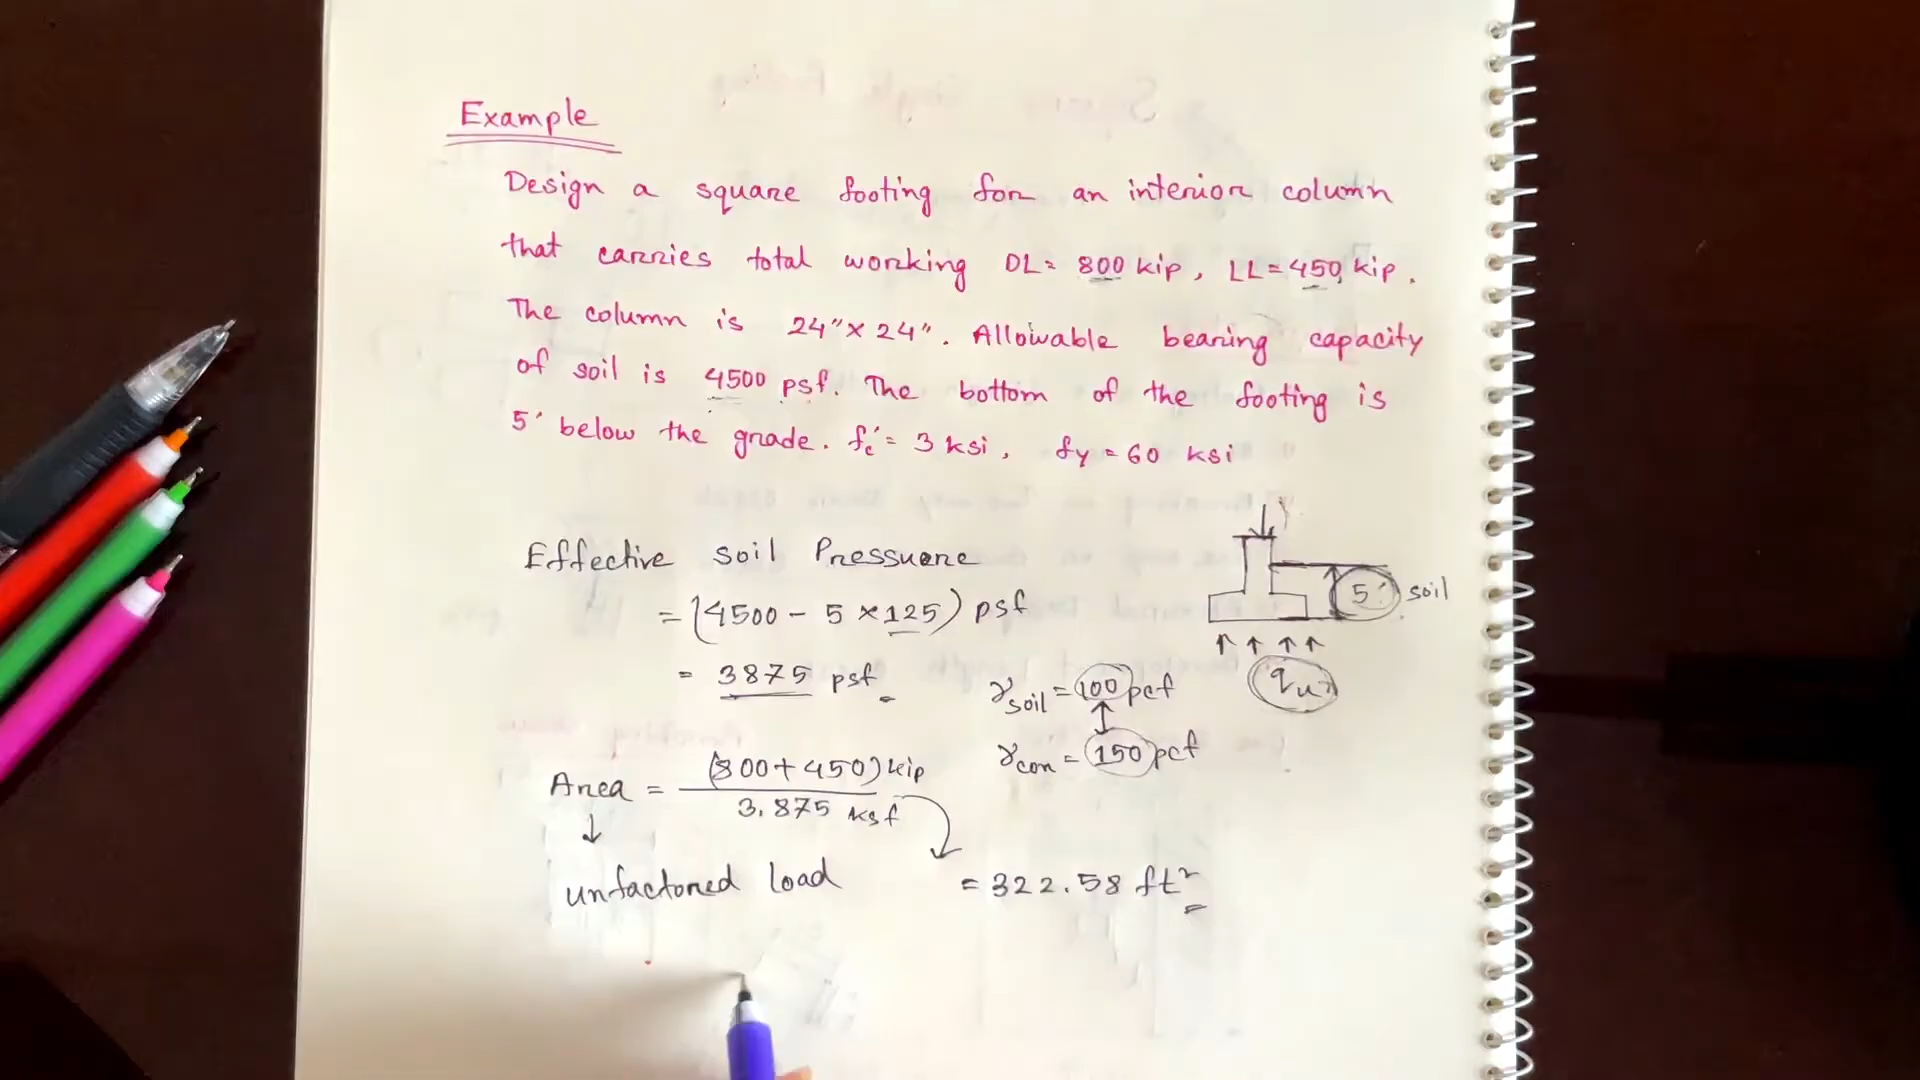 Example
Design a square footing for an interior column
that carries total working DL= 800 kip, LL=450 kip.
The column is 24"x 24". Allowable bearing capacity
of soil is 4500 psf. The bottom of the footing is
5' below the grade. fc'= 3 ksi, fy=60 ksi
Effective soil Pressure
= (4500 - 5 ×125) psf
= 3875 psf
5' soil
qu
γsoil = 100 pcf
γcon = 150 pcf
Area = (800+450) kip
3.875 ksf
unfactored load
= 322.58 ft²